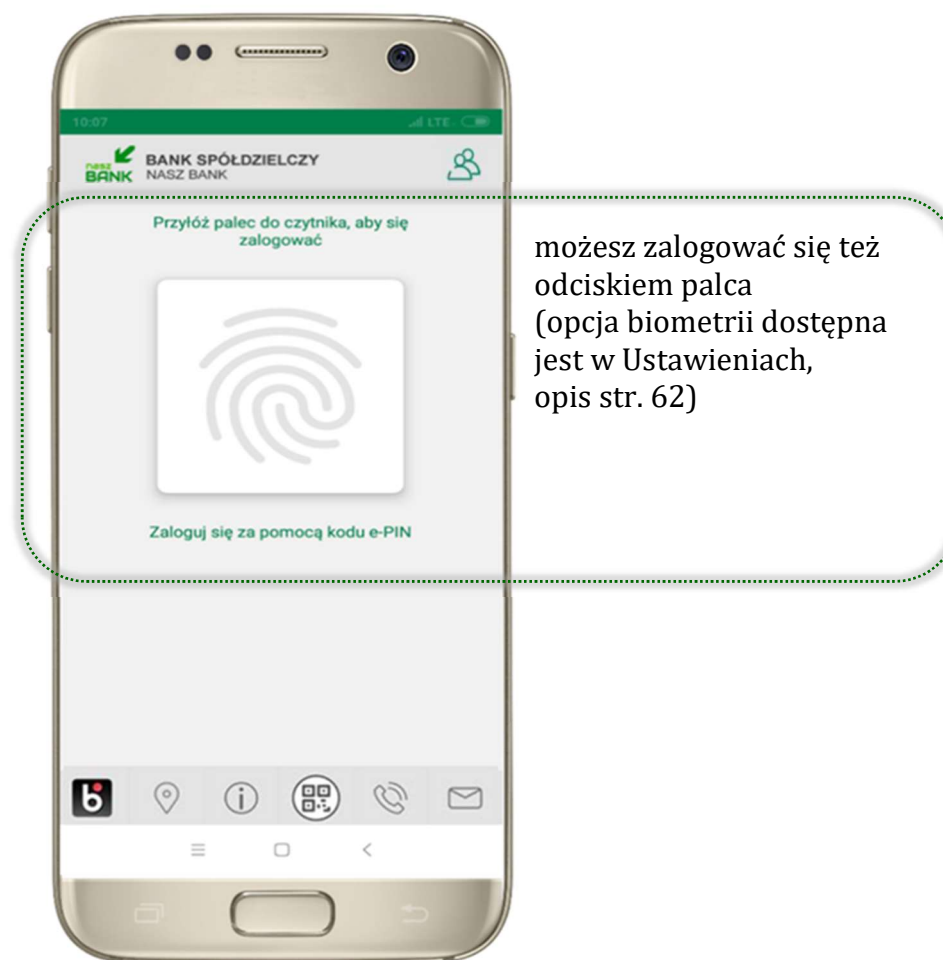 10:07
LTE
nasz
BANK
BANK SPÓŁDZIELCZY
NASZ BANK
Przyłóż palec do czytnika, aby się
zalogować
Zaloguj się za pomocą kodu e-PIN
możesz zalogować się też
odciskiem palca
(opcja biometrii dostępna
jest w Ustawieniach,
opis str. 62)